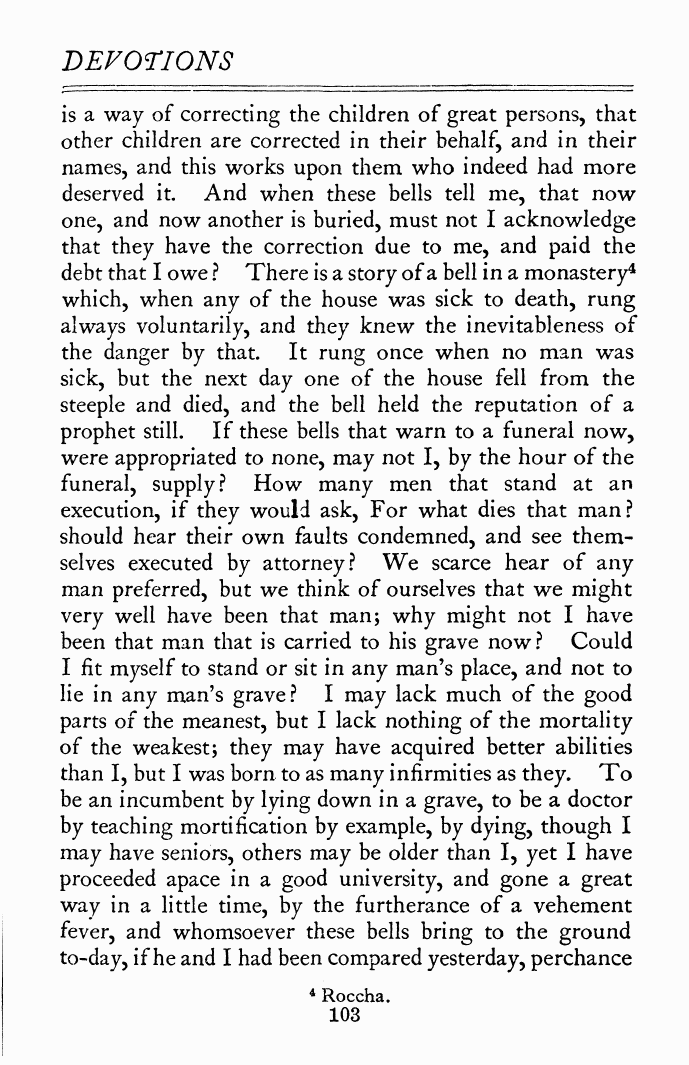 DEVOTIONS
is a way of correcting the children of great persons, that
other children are corrected in their behalf, and in their
names, and this works upon them who indeed had more
deserved it. And when these bells tell me, that now
one, and now another is buried, must not I acknowledge
that they have the correction due to me, and paid the
debt that I owe? There is a story of a bell in a monastery⁴
which, when any of the house was sick to death, rung
always voluntarily, and they knew the inevitableness of
the danger by that. It rung once when no man was
sick, but the next day one of the house fell from the
steeple and died, and the bell held the reputation of a
prophet still. If these bells that warn to a funeral now,
were appropriated to none, may not I, by the hour of the
funeral, supply? How many men that stand at an
execution, if they would ask, For what dies that man?
should hear their own faults condemned, and see them-
selves executed by attorney? We scarce hear of any
man preferred, but we think of ourselves that we might
very well have been that man; why might not I have
been that man that is carried to his grave now? Could
I fit myself to stand or sit in any man's place, and not to
lie in any man's grave? I may lack much of the good
parts of the meanest, but I lack nothing of the mortality
of the weakest; they may have acquired better abilities
than I, but I was born to as many infirmities as they. To
be an incumbent by lying down in a grave, to be a doctor
by teaching mortification by example, by dying, though I
may have seniors, others may be older than I, yet I have
proceeded apace in a good university, and gone a great
way in a little time, by the furtherance of a vehement
fever, and whomsoever these bells bring to the ground
to-day, if he and I had been compared yesterday, perchance
⁴ Roccha.
103